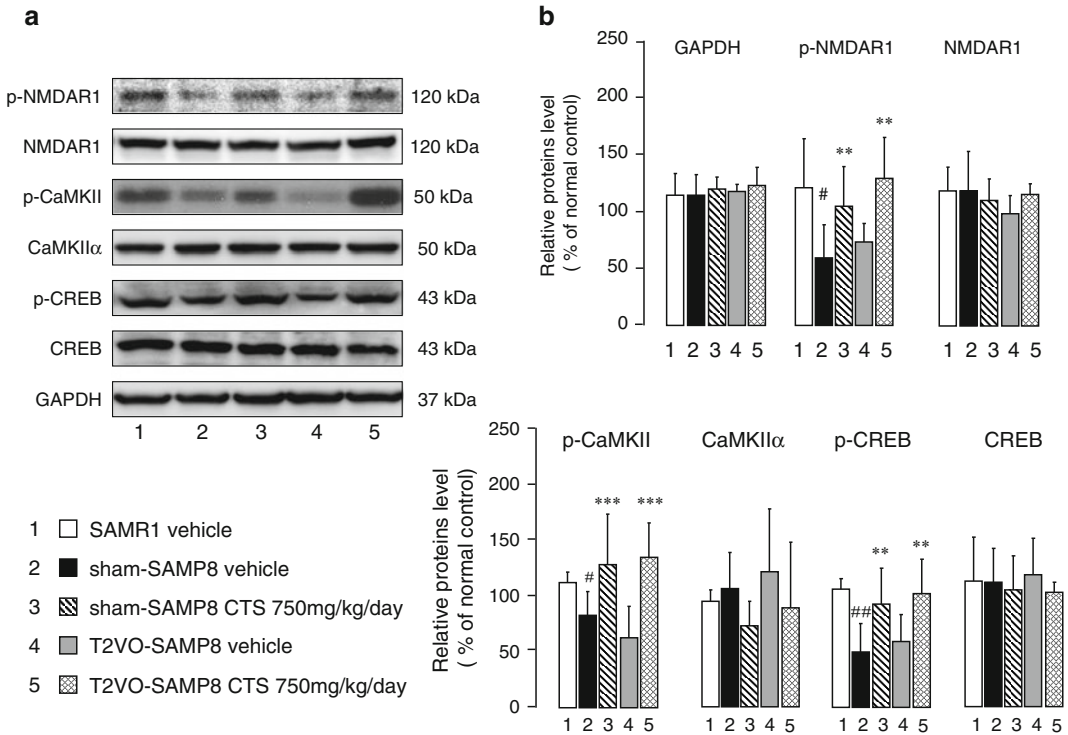 a
p-NMDAR1 120 kDa
NMDAR1 120 kDa
p-CaMKII 50 kDa
CaMKIIα 50 kDa
p-CREB 43 kDa
CREB 43 kDa
GAPDH 37 kDa
1 2 3 4 5
1 SAMR1 vehicle
2 sham-SAMP8 vehicle
3 sham-SAMP8 CTS 750mg/kg/day
4 T2VO-SAMP8 vehicle
5 T2VO-SAMP8 CTS 750mg/kg/day
b
Relative proteins level
( % of normal control)
250
200
150
100
50
0
GAPDH p-NMDAR1 NMDAR1
# ** **
1 2 3 4 5 1 2 3 4 5 1 2 3 4 5
Relative proteins level
( % of normal control)
250
200
150
100
50
0
p-CaMKII CaMKIIα p-CREB CREB
# *** *** ## ** **
1 2 3 4 5 1 2 3 4 5 1 2 3 4 5 1 2 3 4 5